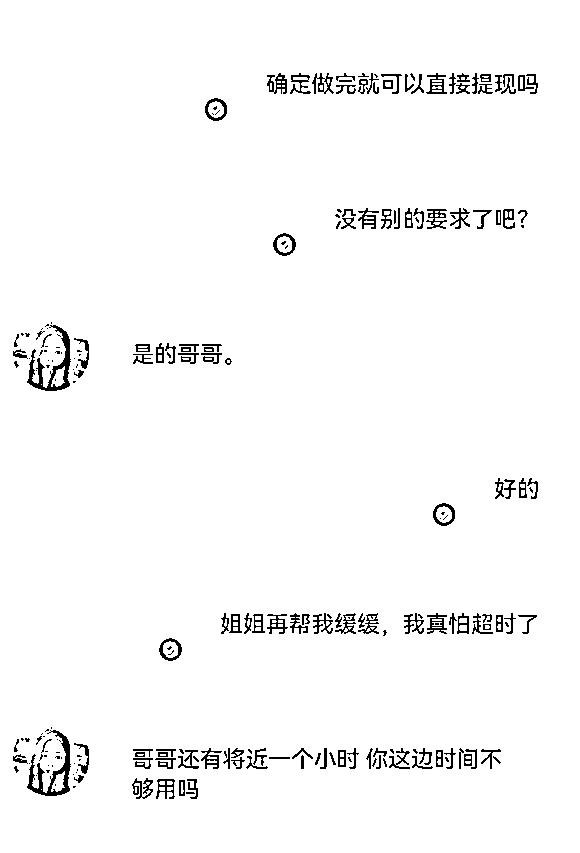 确定做完就可以直接提现吗
没有别的要求了吧？
是的哥哥。
好的
姐姐再帮我缓缓，我真怕超时了
哥哥还有将近一个小时 你这边时间不
够用吗